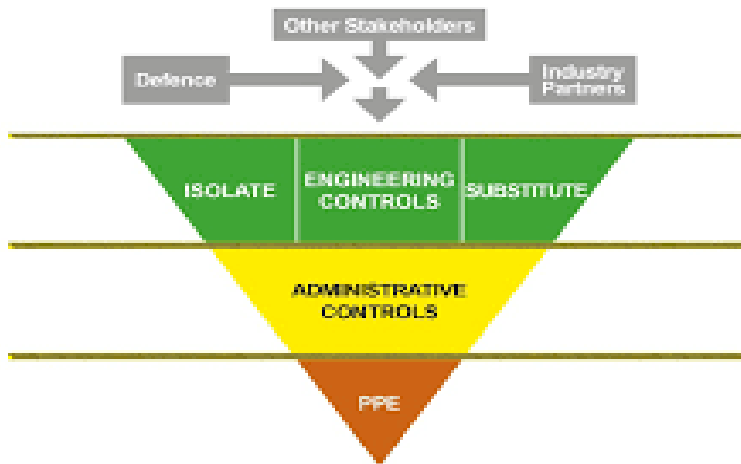 Other Stakeholders
Defence
Industry
Partners
ISOLATE
ENGINEERING
CONTROLS
SUBSTITUTE
ADMINISTRATIVE
CONTROLS
PPE